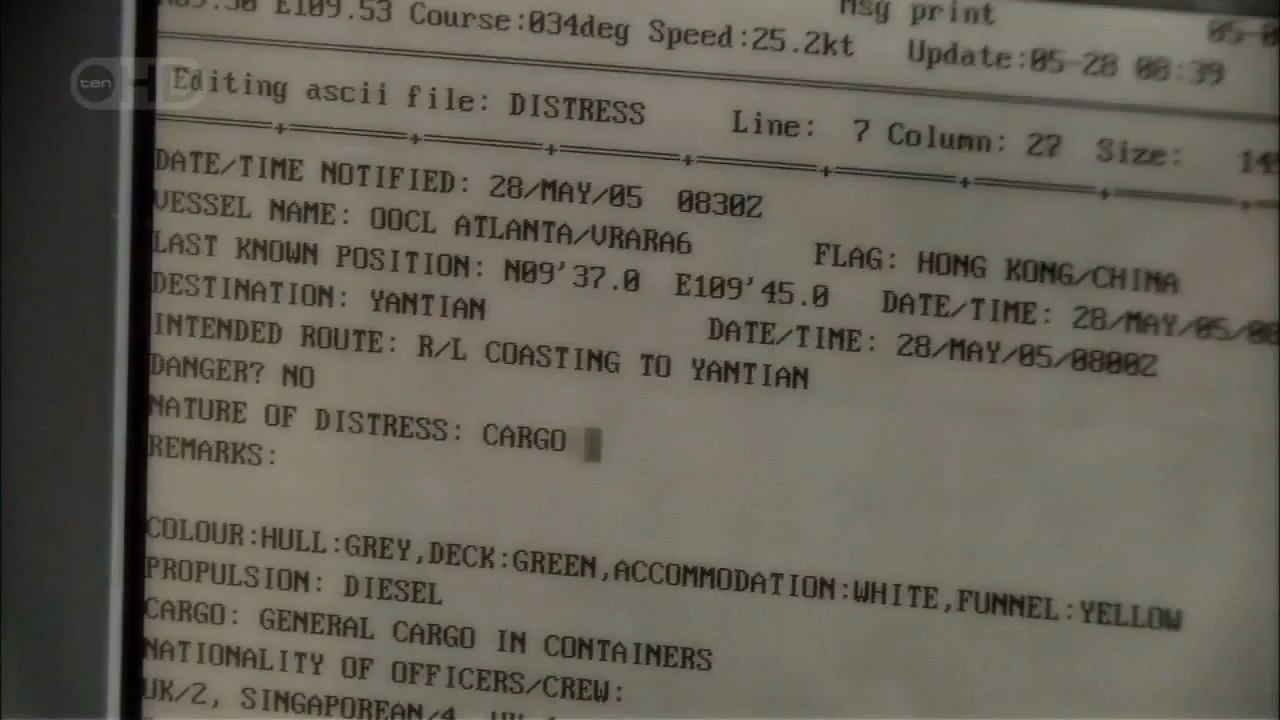 E109.53 Course:034deg Speed:25.2kt
Msg print
Update:05-28 08:39
ten HD
Editing ascii file: DISTRESS Line: 7 Column: 27 Size:
DATE/TIME NOTIFIED: 28/MAY/05 0830Z
VESSEL NAME: OOCL ATLANTA/VRARA6 FLAG: HONG KONG/CHINA
LAST KNOWN POSITION: N09'37.0 E109'45.0 DATE/TIME: 28/MAY/05/
DESTINATION: YANTIAN DATE/TIME: 28/MAY/05/0800Z
INTENDED ROUTE: R/L COASTING TO YANTIAN
DANGER? NO
NATURE OF DISTRESS: CARGO
REMARKS:
COLOUR:HULL:GREY,DECK:GREEN,ACCOMMODATION:WHITE,FUNNEL:YELLOW
PROPULSION: DIESEL
CARGO: GENERAL CARGO IN CONTAINERS
NATIONALITY OF OFFICERS/CREW:
UK/2, SINGAPOREAN/4,